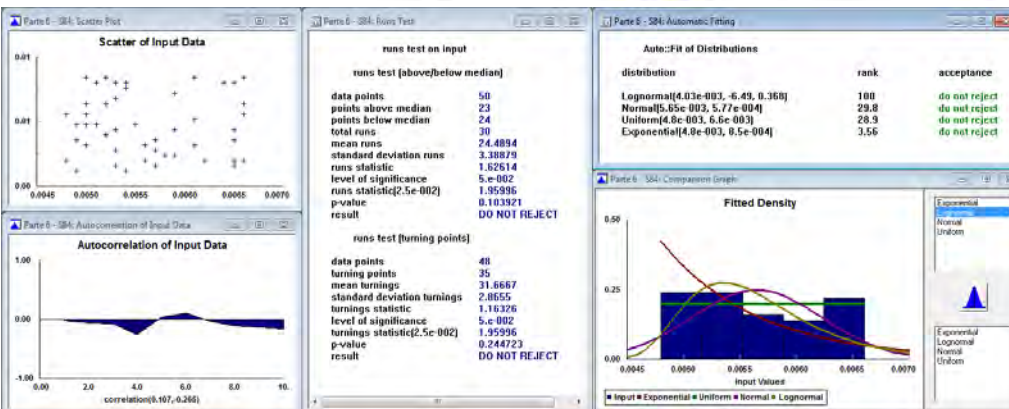 Parte 6 - S84: Scatter Plot
Scatter of Input Data
0.01
0.01
0.00
0.0045 0.0050 0.0055 0.0060 0.0065 0.0070
Parte 6 - S84: Autocorrelation of Input Data
Autocorrelation of Input Data
1.00
0.00
-1.00
0.00 2.0 4.0 6.0 8.0 10.
correlation(0.107,-0.266)
Parte 6 - S84: Runs Test
runs test on input
runs test (above/below median)
data points 50
points above median 23
points below median 24
total runs 30
mean runs 24.4894
standard deviation runs 3.38879
runs statistic 1.62614
level of significance 5.e-002
runs statistic(2.5e-002) 1.95996
p-value 0.103921
result DO NOT REJECT
runs test (turning points)
data points 48
turning points 35
mean turnings 31.6667
standard deviation turnings 2.8655
turnings statistic 1.16326
level of significance 5.e-002
turnings statistic(2.5e-002) 1.95996
p-value 0.244723
result DO NOT REJECT
Parte 6 - S84: Automatic Fitting
Auto::Fit of Distributions
distribution rank acceptance
Lognormal(4.03e-003, -6.49, 0.368) 100 do not reject
Normal(5.65e-003, 5.77e-004) 29.8 do not reject
Uniform(4.8e-003, 6.6e-003) 28.9 do not reject
Exponential(4.8e-003, 8.5e-004) 3.56 do not reject
Parte 6 - S84: Comparison Graph
Fitted Density
0.50
0.25
0.00
0.0045 0.0050 0.0055 0.0060 0.0065 0.0070
Input Values
Input Exponential Uniform Normal Lognormal
Exponential
Lognormal
Normal
Uniform
Exponential
Lognormal
Normal
Uniform